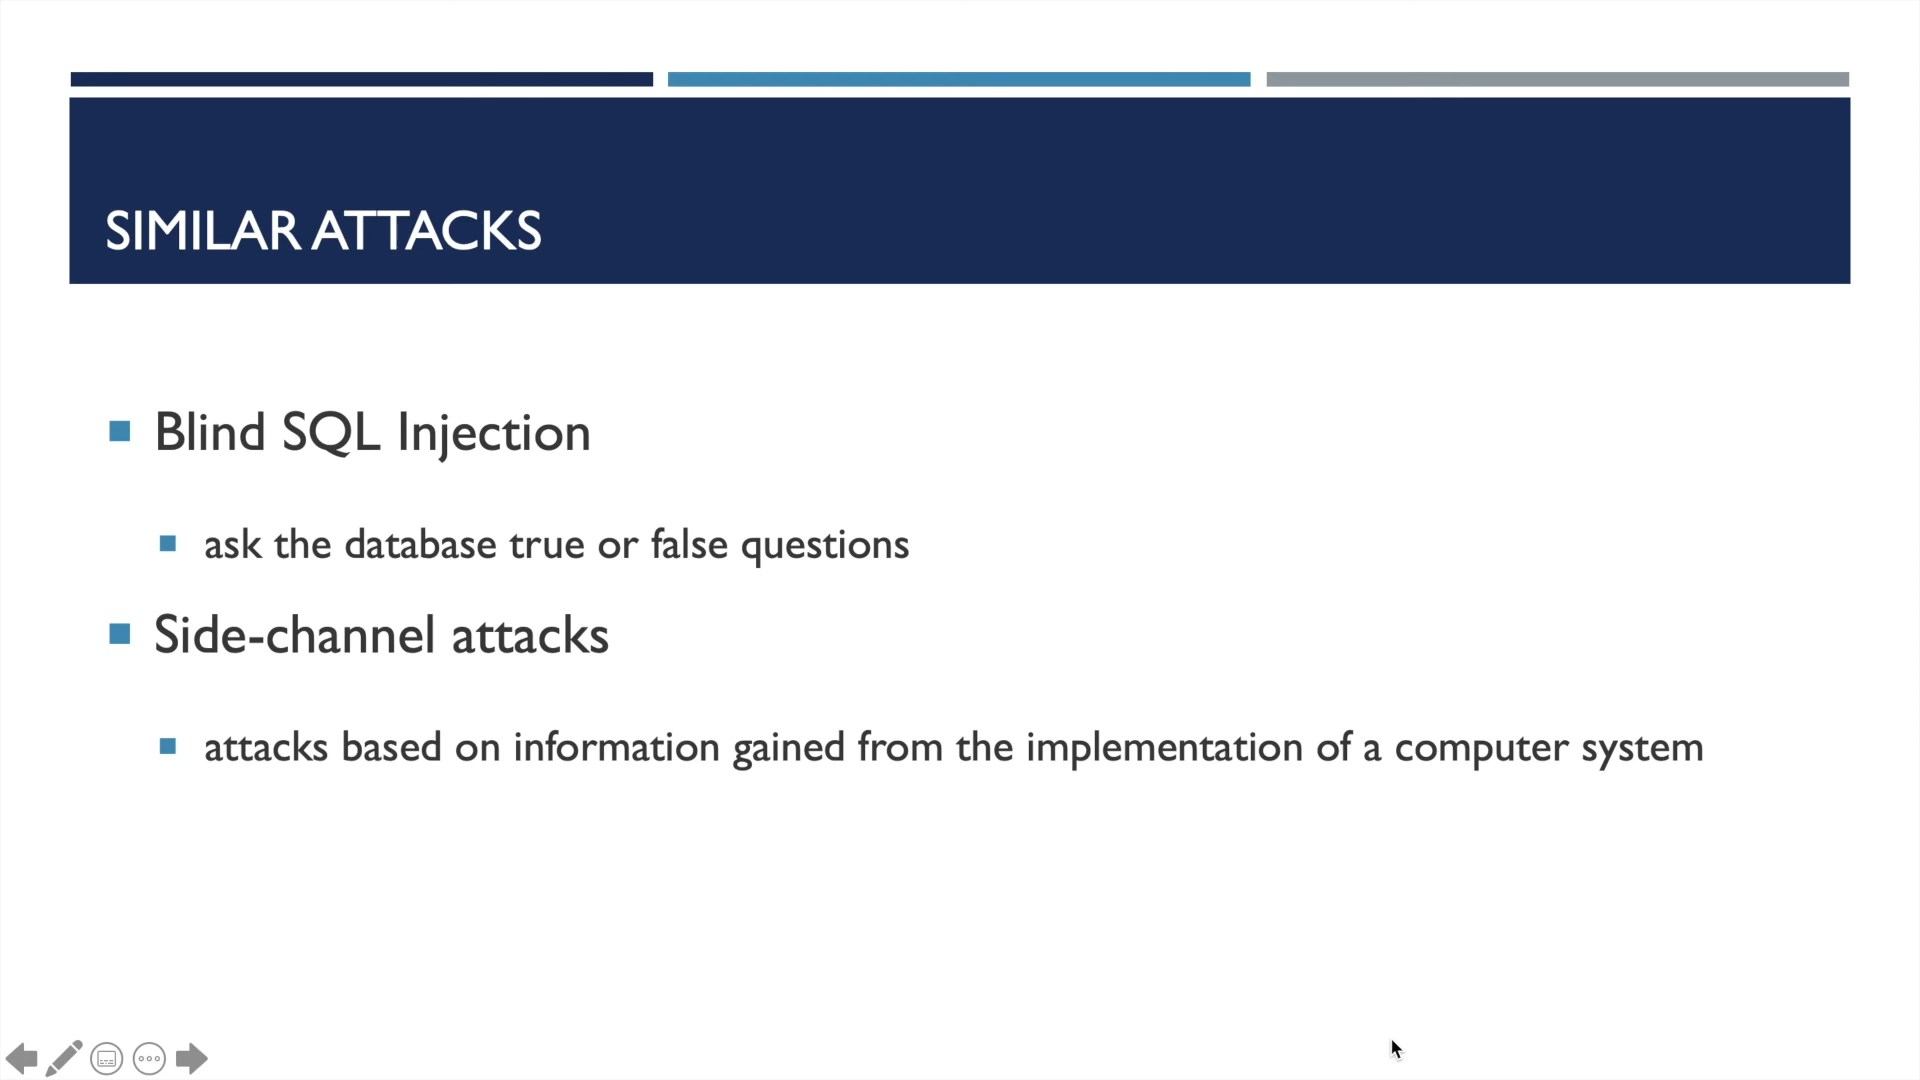 SIMILAR ATTACKS
Blind SQL Injection
ask the database true or false questions
Side-channel attacks
attacks based on information gained from the implementation of a computer system